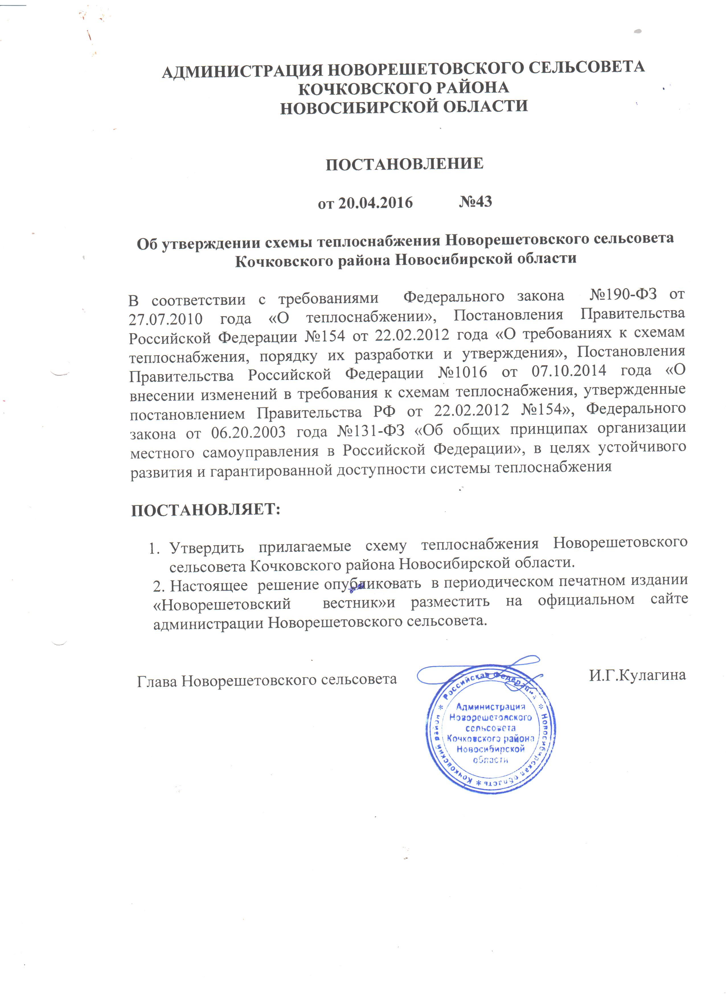 АДМИНИСТРАЦИЯ НОВОРЕШЕТОВСКОГО СЕЛЬСОВЕТА
КОЧКОВСКОГО РАЙОНА
НОВОСИБИРСКОЙ ОБЛАСТИ
ПОСТАНОВЛЕНИЕ
от 20.04.2016 №43
Об утверждении схемы теплоснабжения Новорешетовского сельсовета
Кочковского района Новосибирской области
В соответствии с требованиями Федерального закона №190-ФЗ от
27.07.2010 года «О теплоснабжении», Постановления Правительства
Российской Федерации №154 от 22.02.2012 года «О требованиях к схемам
теплоснабжения, порядку их разработки и утверждения», Постановления
Правительства Российской Федерации №1016 от 07.10.2014 года «О
внесении изменений в требования к схемам теплоснабжения, утвержденные
постановлением Правительства РФ от 22.02.2012 №154», Федерального
закона от 06.20.2003 года №131-ФЗ «Об общих принципах организации
местного самоуправления в Российской Федерации», в целях устойчивого
развития и гарантированной доступности системы теплоснабжения
ПОСТАНОВЛЯЕТ:
1. Утвердить прилагаемые схему теплоснабжения Новорешетовского
сельсовета Кочковского района Новосибирской области.
2. Настоящее решение опубликовать в периодическом печатном издании
«Новорешетовский вестник»и разместить на официальном сайте
администрации Новорешетовского сельсовета.
Глава Новорешетовского сельсовета И.Г.Кулагина
Российская Федерация * Новосибирская область * Кочковский район *
Администрация
Новорешетовского
сельсовета
Кочковского района
Новосибирской
области